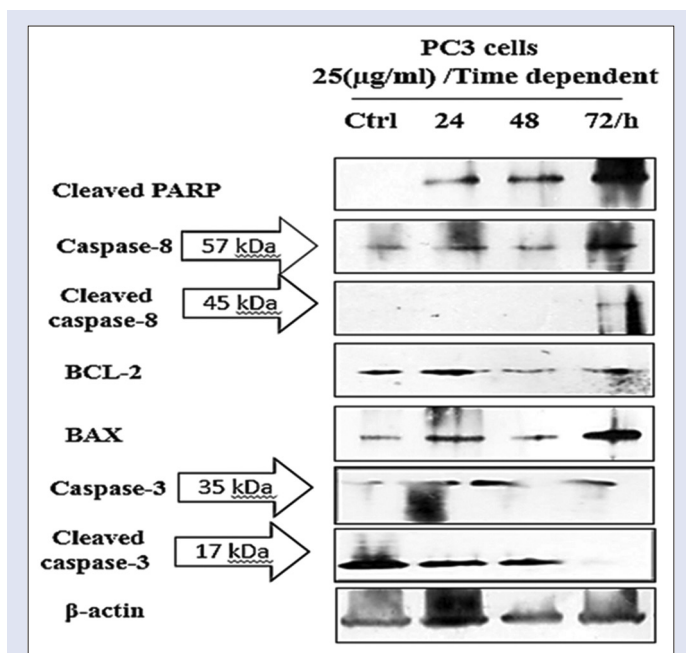 PC3 cells
25(µg/ml) /Time dependent
Ctrl 24 48 72/h
Cleaved PARP
Caspase-8 57 kDa
Cleaved
caspase-8
45 kDa
BCL-2
BAX
Caspase-3 35 kDa
Cleaved
caspase-3
17 kDa
β-actin